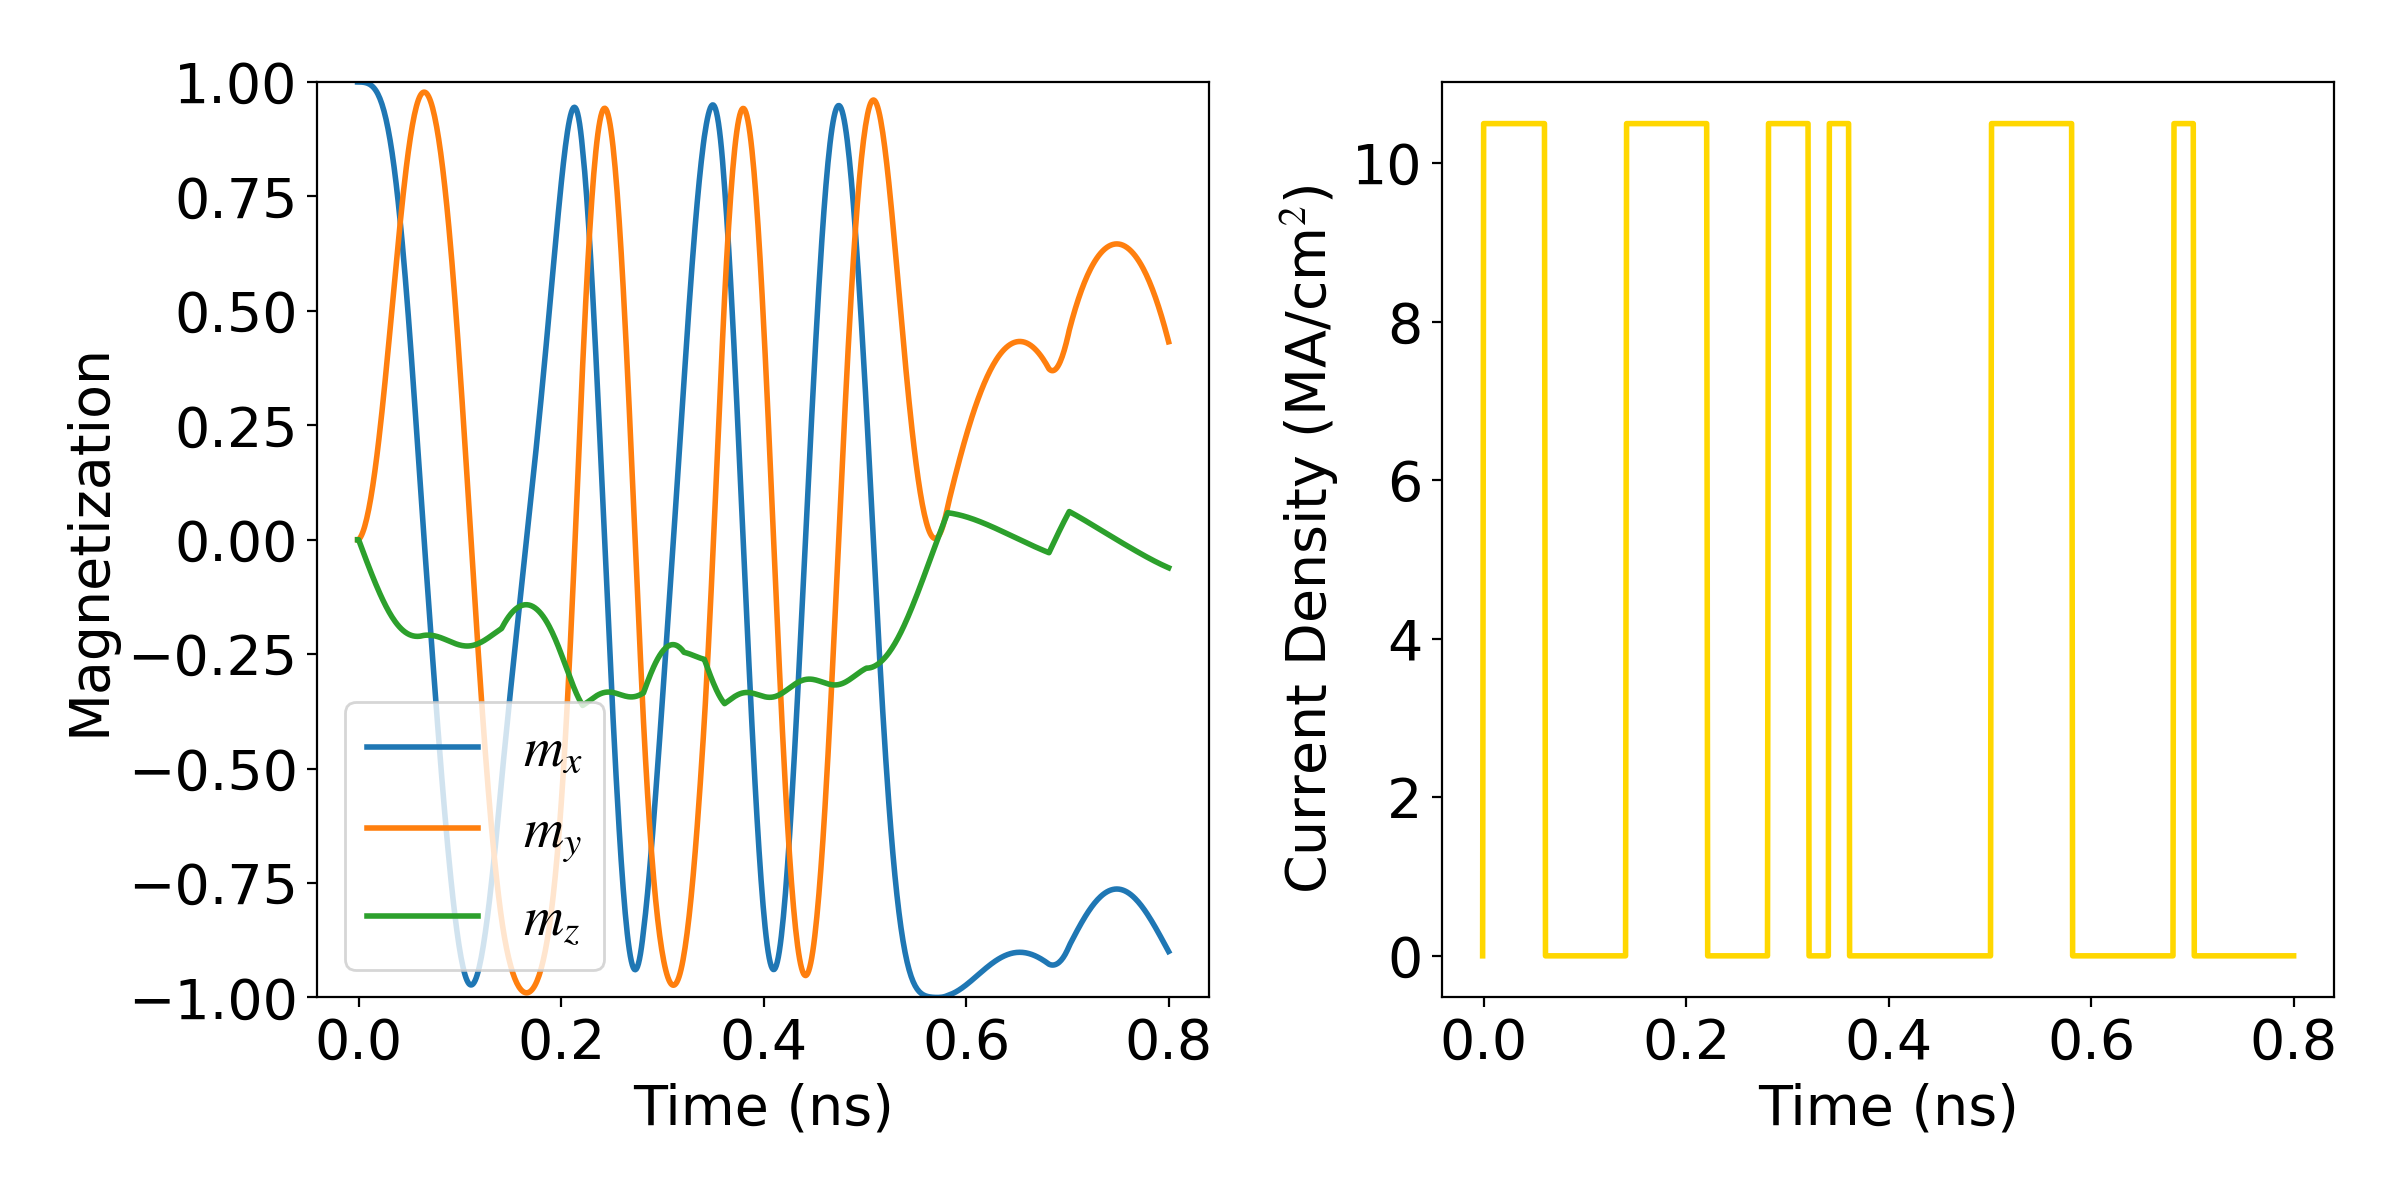 1.00
0.75
0.50
0.25
0.00
−0.25
−0.50
−0.75
−1.00
Magnetization
m_x
m_y
m_z
0.0 0.2 0.4 0.6 0.8
Time (ns)
10
8
6
4
2
0
Current Density (MA/cm²)
0.0 0.2 0.4 0.6 0.8
Time (ns)